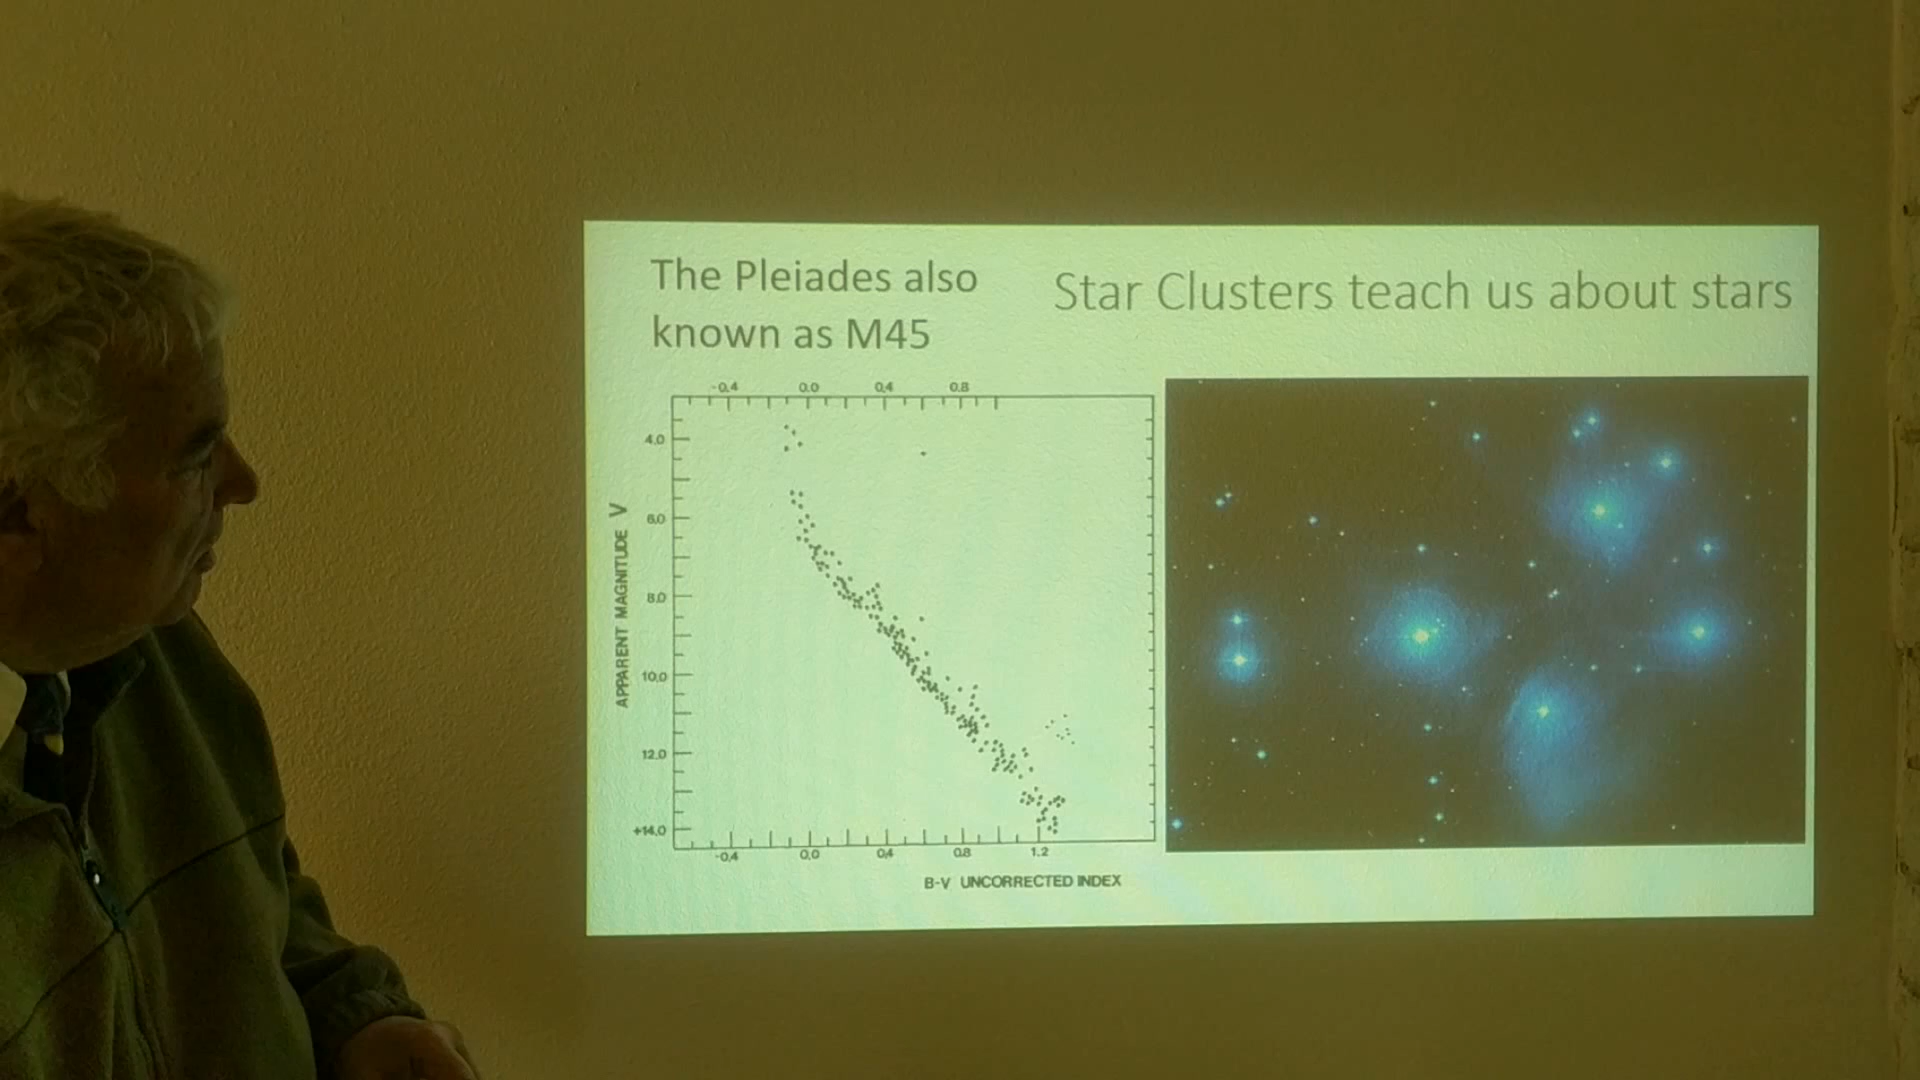 The Pleiades also
known as M45
Star Clusters teach us about stars
-0.4 0.0 0.4 0.8
4.0
6.0
8.0
10.0
12.0
+14.0
APPARENT MAGNITUDE V
-0.4 0.0 0.4 0.8 1.2
B-V UNCORRECTED INDEX